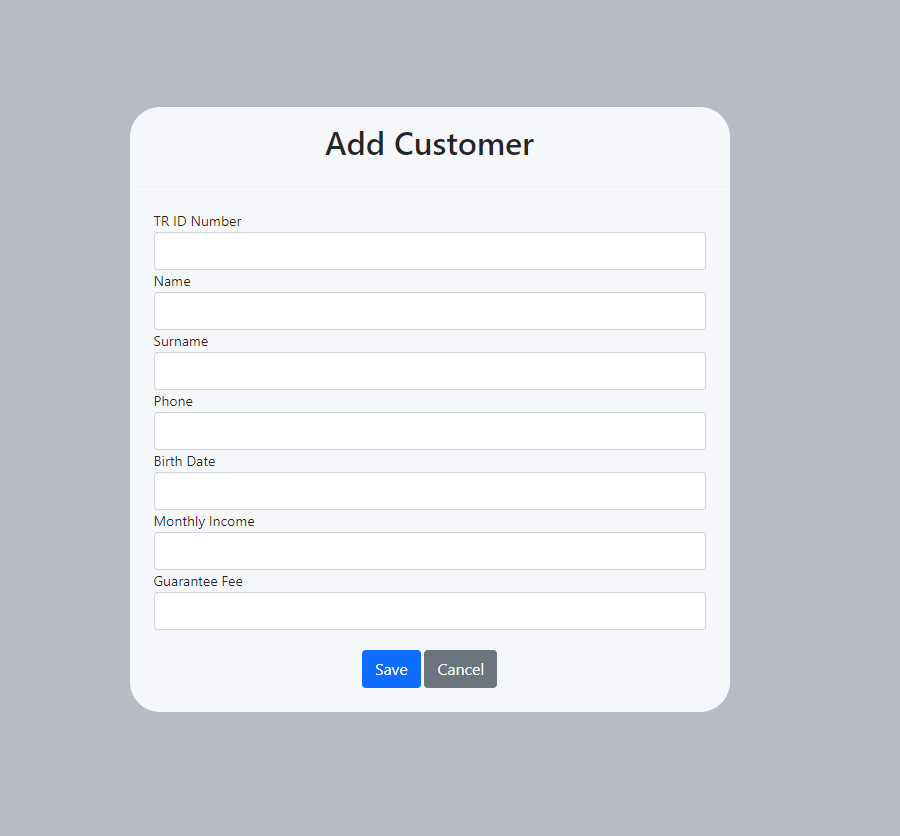 Add Customer
TR ID Number
Name
Surname
Phone
Birth Date
Monthly Income
Guarantee Fee
Save Cancel